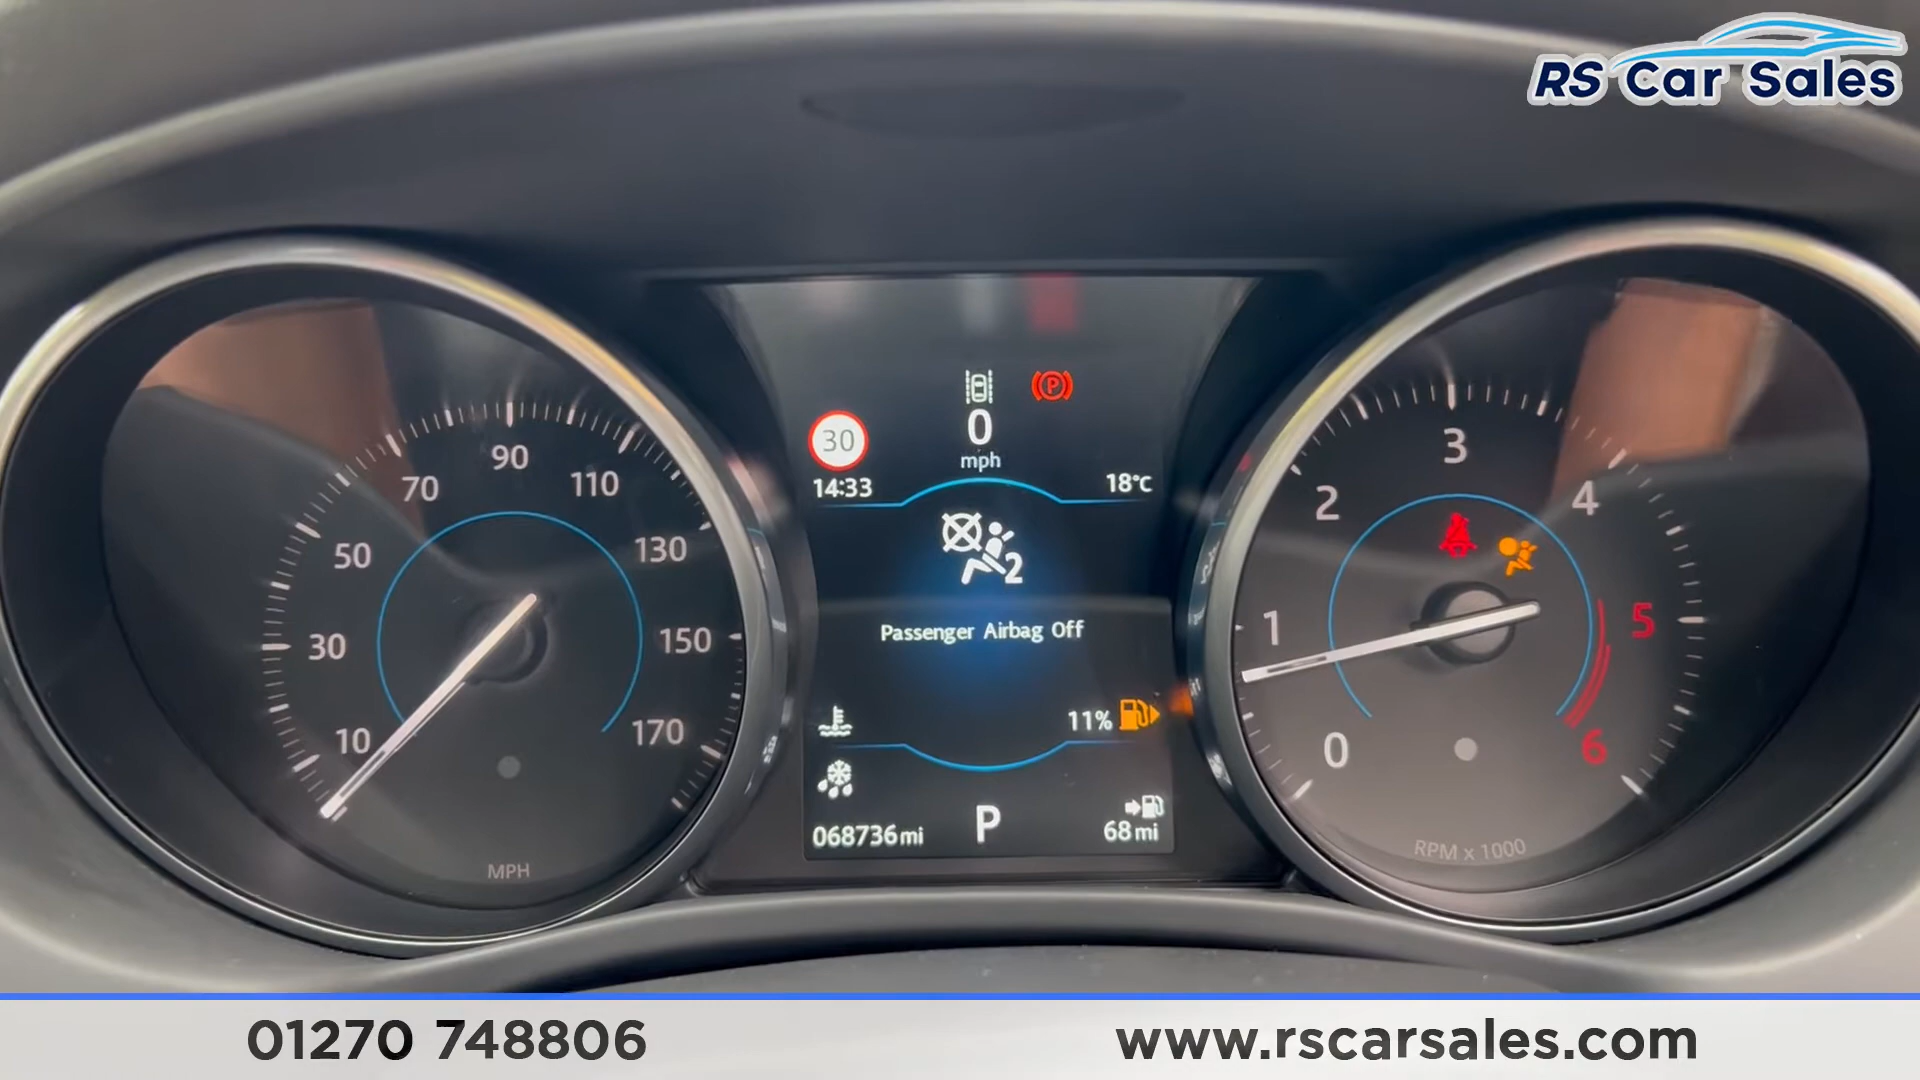 RS Car Sales
30
0
mph
14:33
18°C
2
Passenger Airbag Off
11%
068736mi
P
68 mi
10
30
50
70
90
110
130
150
170
MPH
0
1
2
3
4
5
6
RPM x 1000
01270 748806
www.rscarsales.com